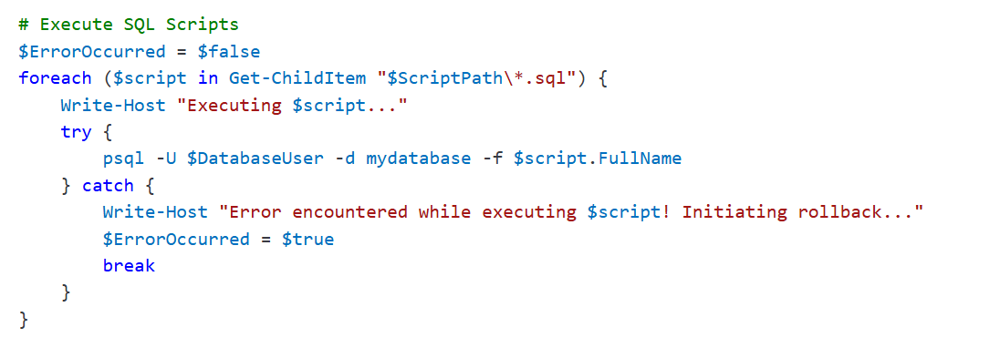 # Execute SQL Scripts
$ErrorOccurred = $false
foreach ($script in Get-ChildItem "$ScriptPath\*.sql") {
    Write-Host "Executing $script..."
    try {
        psql -U $DatabaseUser -d mydatabase -f $script.FullName
    } catch {
        Write-Host "Error encountered while executing $script! Initiating rollback..."
        $ErrorOccurred = $true
        break
    }
}